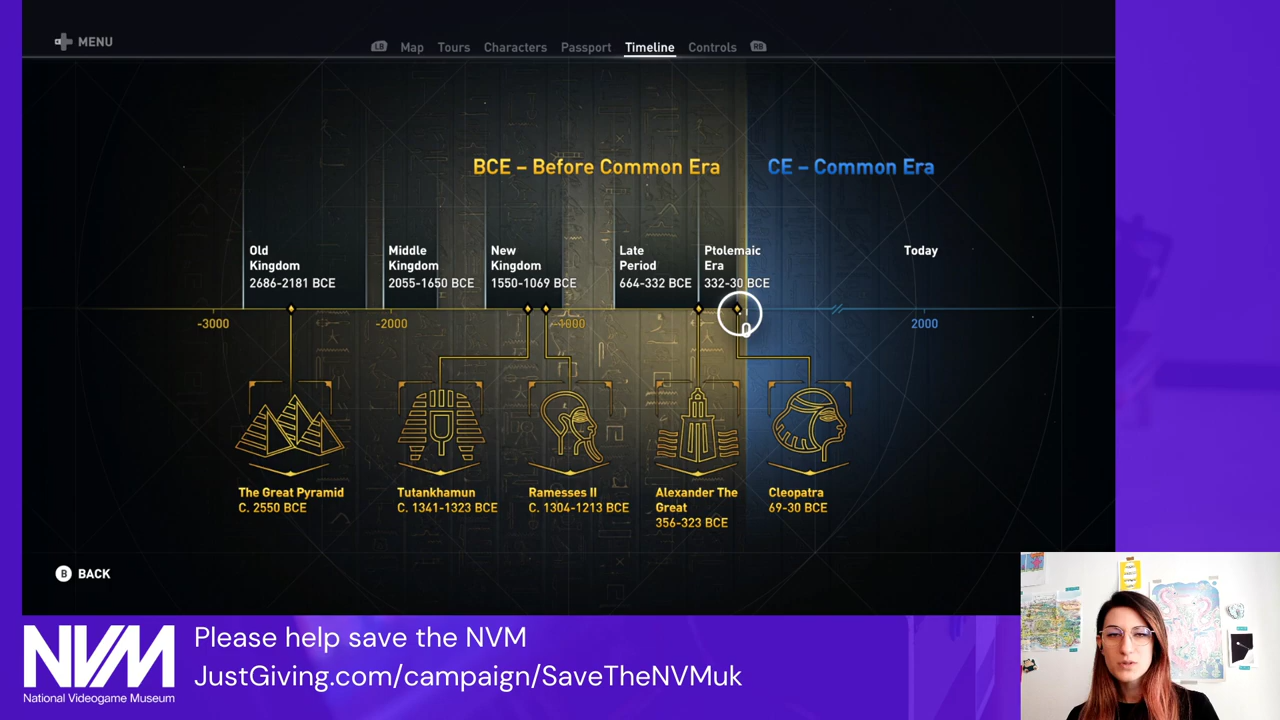 MENU
LB Map Tours Characters Passport Timeline Controls RB
BCE – Before Common Era
CE – Common Era
Old
Kingdom
2686-2181 BCE
Middle
Kingdom
2055-1650 BCE
New
Kingdom
1550-1069 BCE
Late
Period
664-332 BCE
Ptolemaic
Era
332-30 BCE
Today
-3000
-2000
-1000
2000
The Great Pyramid
C. 2550 BCE
Tutankhamun
C. 1341-1323 BCE
Ramesses II
C. 1304-1213 BCE
Alexander The
Great
356-323 BCE
Cleopatra
69-30 BCE
B BACK
NVM
National Videogame Museum
Please help save the NVM
JustGiving.com/campaign/SaveTheNVMuk